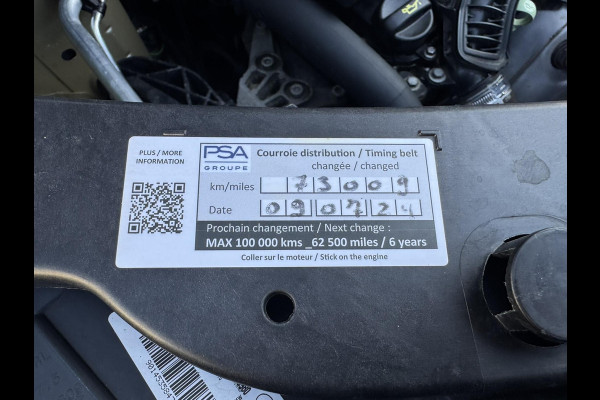 PLUS / MORE
INFORMATION
PSA
GROUPE
Courroie distribution / Timing belt
changée / changed
km/miles 73009
Date 090724
Prochain changement / Next change :
MAX 100 000 kms _62 500 miles / 6 years
Coller sur le moteur / Stick on the engine